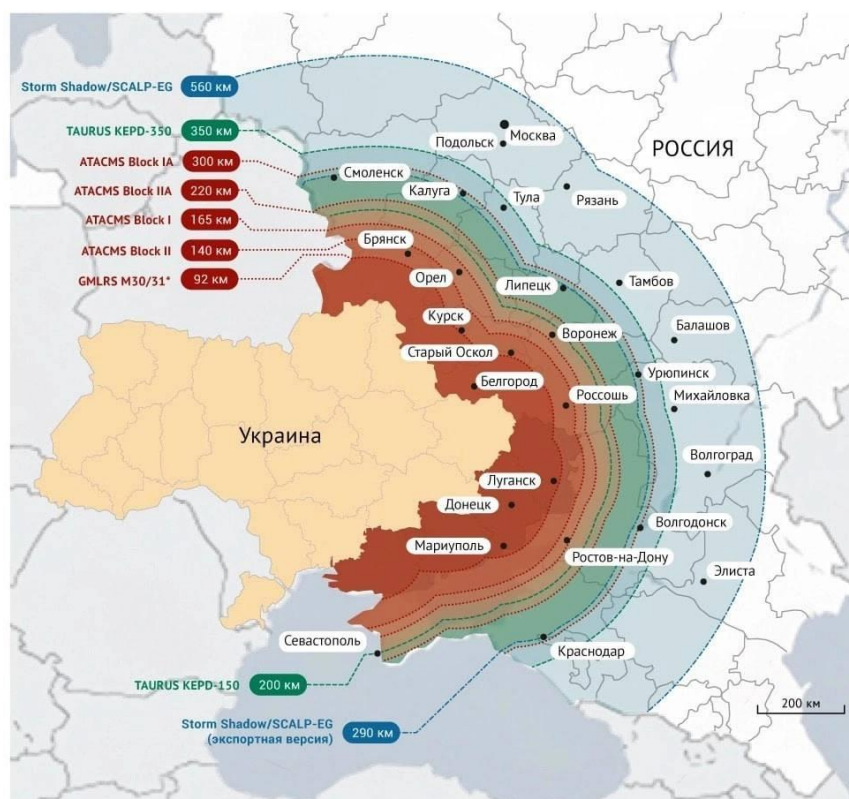 Storm Shadow/SCALP-EG 560 км
TAURUS KEPD-350 350 км
ATACMS Block IA 300 км
ATACMS Block IIA 220 км
ATACMS Block I 165 км
ATACMS Block II 140 км
GMLRS M30/31* 92 км
Москва
Подольск
РОССИЯ
Смоленск
Калуга
Тула
Рязань
Брянск
Орел
Липецк
Тамбов
Курск
Воронеж
Балашов
Старый Оскол
Белгород
Урюпинск
Россошь
Михайловка
Украина
Волгоград
Луганск
Донецк
Волгодонск
Мариуполь
Ростов-на-Дону
Элиста
Севастополь
Краснодар
TAURUS KEPD-150 200 км
200 км
Storm Shadow/SCALP-EG
(экспортная версия) 290 км